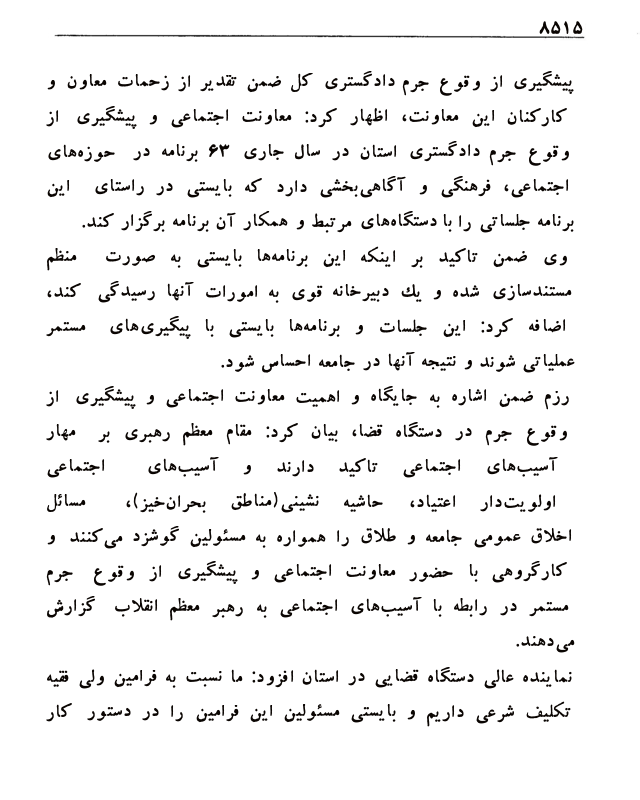 ۸۵۱۵
پیشگیری از وقوع جرم دادگستری کل ضمن تقدیر از زحمات معاون و
کارکنان این معاونت، اظهار کرد: معاونت اجتماعی و پیشگیری از
وقوع جرم دادگستری استان در سال جاری ۶۳ برنامه در حوزه‌های
اجتماعی، فرهنگی و آگاهی‌بخشی دارد که بایستی در راستای این
برنامه جلساتی را با دستگاه‌های مرتبط و همکار آن برنامه برگزار کند.
وی ضمن تاکید بر اینکه این برنامه‌ها بایستی به صورت منظم
مستندسازی شده و یك دبیرخانه قوی به امورات آنها رسیدگی کند،
اضافه کرد: این جلسات و برنامه‌ها بایستی با پیگیری‌های مستمر
عملیاتی شوند و نتیجه آنها در جامعه احساس شود.
رزم ضمن اشاره به جایگاه و اهمیت معاونت اجتماعی و پیشگیری از
وقوع جرم در دستگاه قضا، بیان کرد: مقام معظم رهبری بر مهار
آسیب‌های اجتماعی تاکید دارند و آسیب‌های اجتماعی
اولویت‌دار اعتیاد، حاشیه نشینی(مناطق بحران‌خیز)، مسائل
اخلاق عمومی جامعه و طلاق را همواره به مسئولین گوشزد می‌کنند و
کارگروهی با حضور معاونت اجتماعی و پیشگیری از وقوع جرم
مستمر در رابطه با آسیب‌های اجتماعی به رهبر معظم انقلاب گزارش
می‌دهند.
نماینده عالی دستگاه قضایی در استان افزود: ما نسبت به فرامین ولی فقیه
تکلیف شرعی داریم و بایستی مسئولین این فرامین را در دستور کار